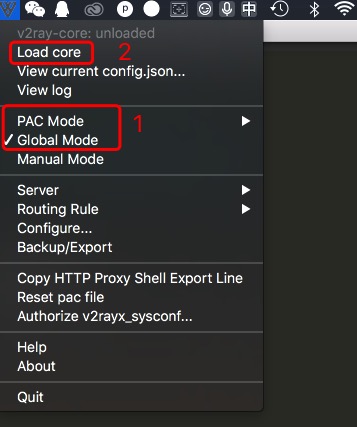 中
v2ray-core: unloaded
Load core
2
View current config.json...
View log
PAC Mode
1
✓ Global Mode
Manual Mode
Server
Routing Rule
Configure...
Backup/Export
Copy HTTP Proxy Shell Export Line
Reset pac file
Authorize v2rayx_sysconf...
Help
About
Quit